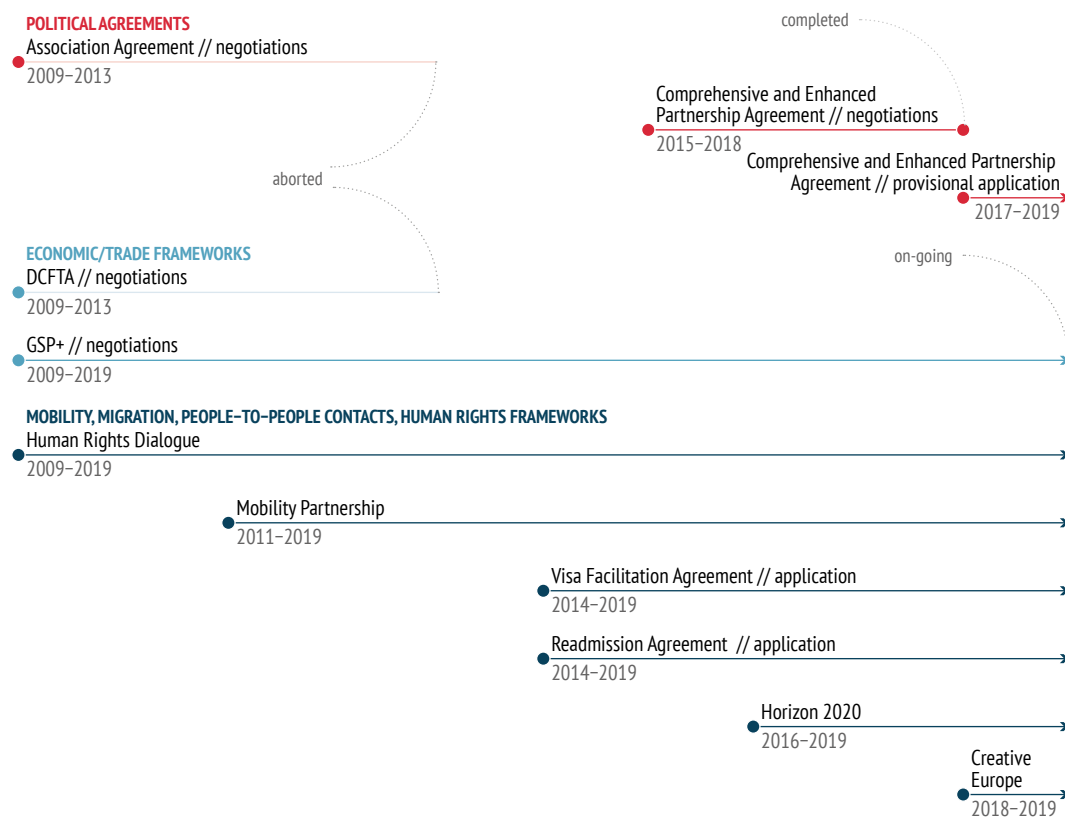 POLITICAL AGREEMENTS
Association Agreement // negotiations
2009–2013
completed
Comprehensive and Enhanced
Partnership Agreement // negotiations
2015–2018
Comprehensive and Enhanced Partnership
Agreement // provisional application
2017–2019
aborted
ECONOMIC/TRADE FRAMEWORKS
DCFTA // negotiations
2009–2013
on-going
GSP+ // negotiations
2009–2019
MOBILITY, MIGRATION, PEOPLE–TO–PEOPLE CONTACTS, HUMAN RIGHTS FRAMEWORKS
Human Rights Dialogue
2009–2019
Mobility Partnership
2011–2019
Visa Facilitation Agreement // application
2014–2019
Readmission Agreement // application
2014–2019
Horizon 2020
2016–2019
Creative
Europe
2018–2019